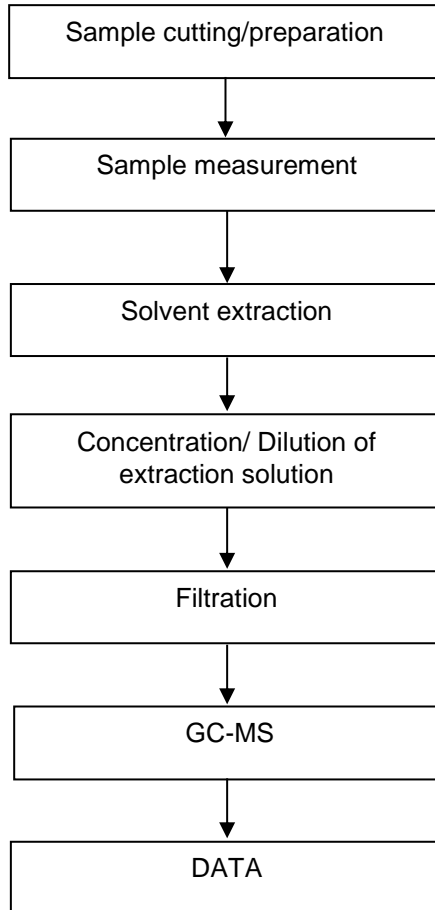 Sample cutting/preparation
Sample measurement
Solvent extraction
Concentration/ Dilution of
extraction solution
Filtration
GC-MS
DATA